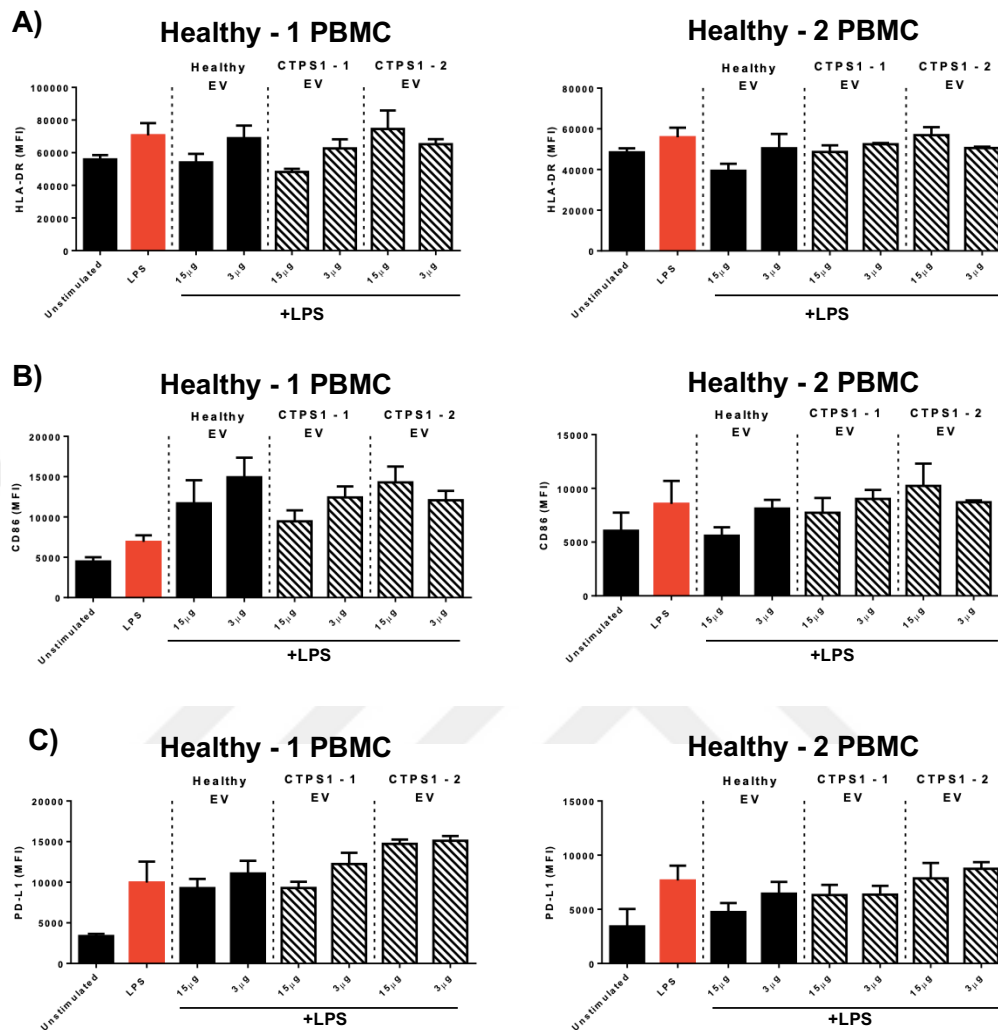 A)
Healthy - 1 PBMC
Healthy EV
CTPS1 - 1 EV
CTPS1 - 2 EV
HLA-DR (MFI)
100000
80000
60000
40000
20000
0
Unstimulated
LPS
15µg
3µg
15µg
3µg
15µg
3µg
+LPS
Healthy - 2 PBMC
Healthy EV
CTPS1 - 1 EV
CTPS1 - 2 EV
HLA-DR (MFI)
80000
60000
40000
20000
0
Unstimulated
LPS
15µg
3µg
15µg
3µg
15µg
3µg
+LPS
B)
Healthy - 1 PBMC
Healthy EV
CTPS1 - 1 EV
CTPS1 - 2 EV
CD86 (MFI)
20000
15000
10000
5000
0
Unstimulated
LPS
15µg
3µg
15µg
3µg
15µg
3µg
+LPS
Healthy - 2 PBMC
Healthy EV
CTPS1 - 1 EV
CTPS1 - 2 EV
CD86 (MFI)
15000
10000
5000
0
Unstimulated
LPS
15µg
3µg
15µg
3µg
15µg
3µg
+LPS
C)
Healthy - 1 PBMC
Healthy EV
CTPS1 - 1 EV
CTPS1 - 2 EV
PD-L1 (MFI)
20000
15000
10000
5000
0
Unstimulated
LPS
15µg
3µg
15µg
3µg
15µg
3µg
+LPS
Healthy - 2 PBMC
Healthy EV
CTPS1 - 1 EV
CTPS1 - 2 EV
PD-L1 (MFI)
15000
10000
5000
0
Unstimulated
LPS
15µg
3µg
15µg
3µg
15µg
3µg
+LPS